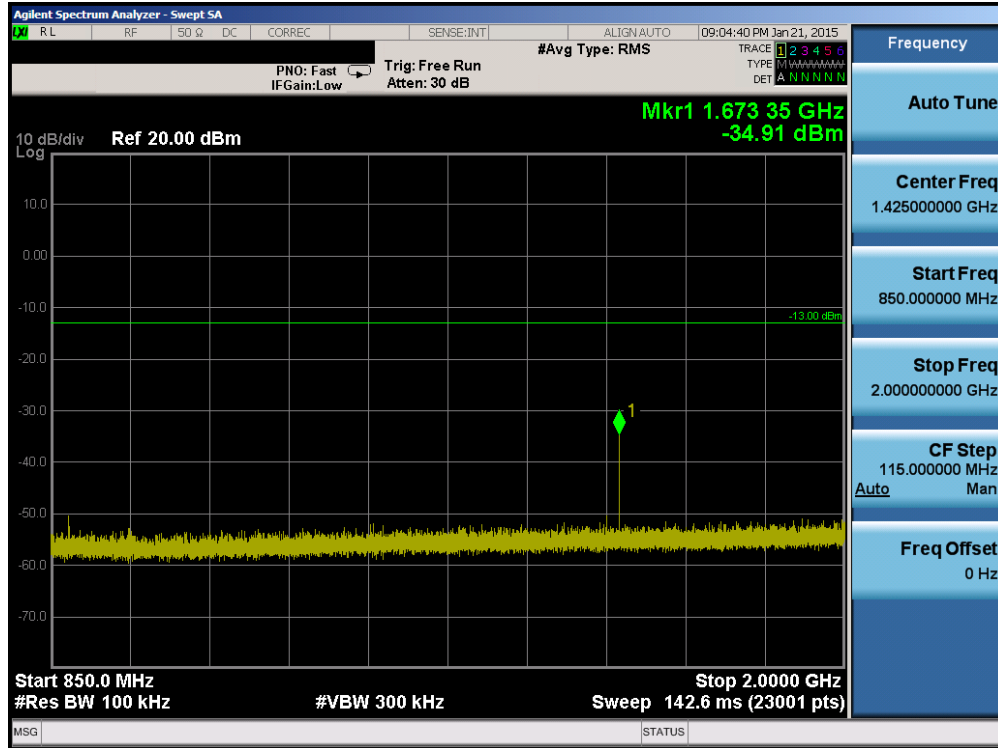 Agilent Spectrum Analyzer - Swept SA
LXI RL RF 50 Ω DC CORREC SENSE:INT ALIGN AUTO 09:04:40 PM Jan 21, 2015
#Avg Type: RMS TRACE 1 2 3 4 5 6
PNO: Fast Trig: Free Run TYPE M WWWWW
IFGain:Low Atten: 30 dB DET A N N N N N
Mkr1 1.673 35 GHz
-34.91 dBm
10 dB/div Ref 20.00 dBm
Log
10.0
0.00
-10.0
-13.00 dBm
-20.0
-30.0
1
-40.0
-50.0
-60.0
-70.0
Start 850.0 MHz Stop 2.0000 GHz
#Res BW 100 kHz #VBW 300 kHz Sweep 142.6 ms (23001 pts)
MSG STATUS
Frequency
Auto Tune
Center Freq
1.425000000 GHz
Start Freq
850.000000 MHz
Stop Freq
2.000000000 GHz
CF Step
115.000000 MHz
Auto Man
Freq Offset
0 Hz